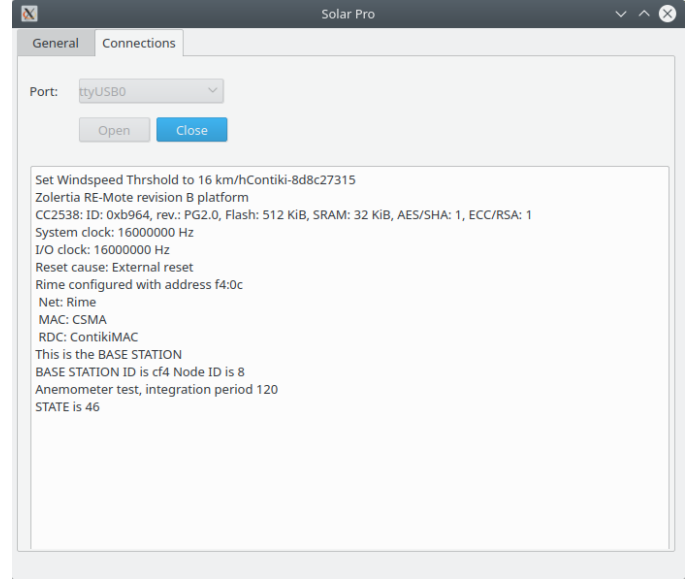 Solar Pro
General Connections
Port: ttyUSB0
Open Close
Set Windspeed Thrshold to 16 km/hContiki-8d8c27315
Zolertia RE-Mote revision B platform
CC2538: ID: 0xb964, rev.: PG2.0, Flash: 512 KiB, SRAM: 32 KiB, AES/SHA: 1, ECC/RSA: 1
System clock: 16000000 Hz
I/O clock: 16000000 Hz
Reset cause: External reset
Rime configured with address f4:0c
Net: Rime
MAC: CSMA
RDC: ContikiMAC
This is the BASE STATION
BASE STATION ID is cf4 Node ID is 8
Anemometer test, integration period 120
STATE is 46